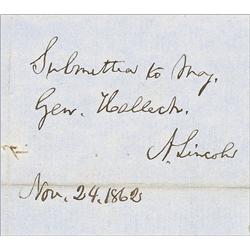 Submitted to Maj.
Gen. Halleck.
A. Lincoln
Nov. 24. 1862